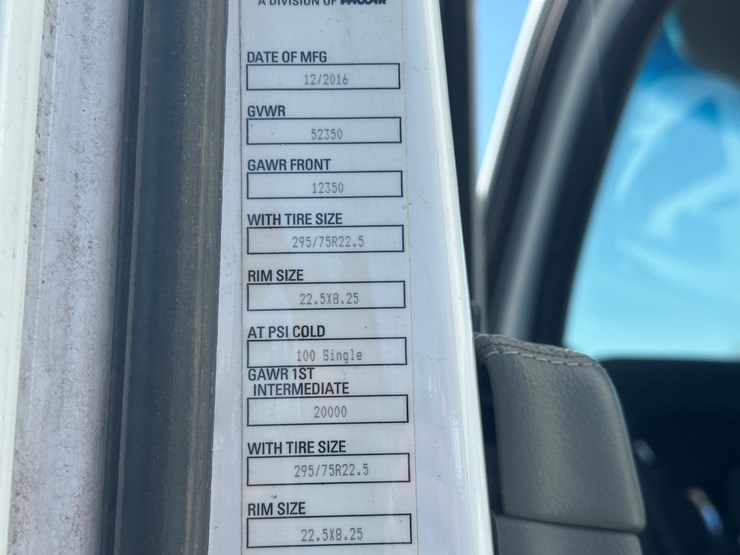 A DIVISION OF PACCAR
DATE OF MFG
12/2016
GVWR
52350
GAWR FRONT
12350
WITH TIRE SIZE
295/75R22.5
RIM SIZE
22.5X8.25
AT PSI COLD
100 Single
GAWR 1ST
INTERMEDIATE
20000
WITH TIRE SIZE
295/75R22.5
RIM SIZE
22.5X8.25